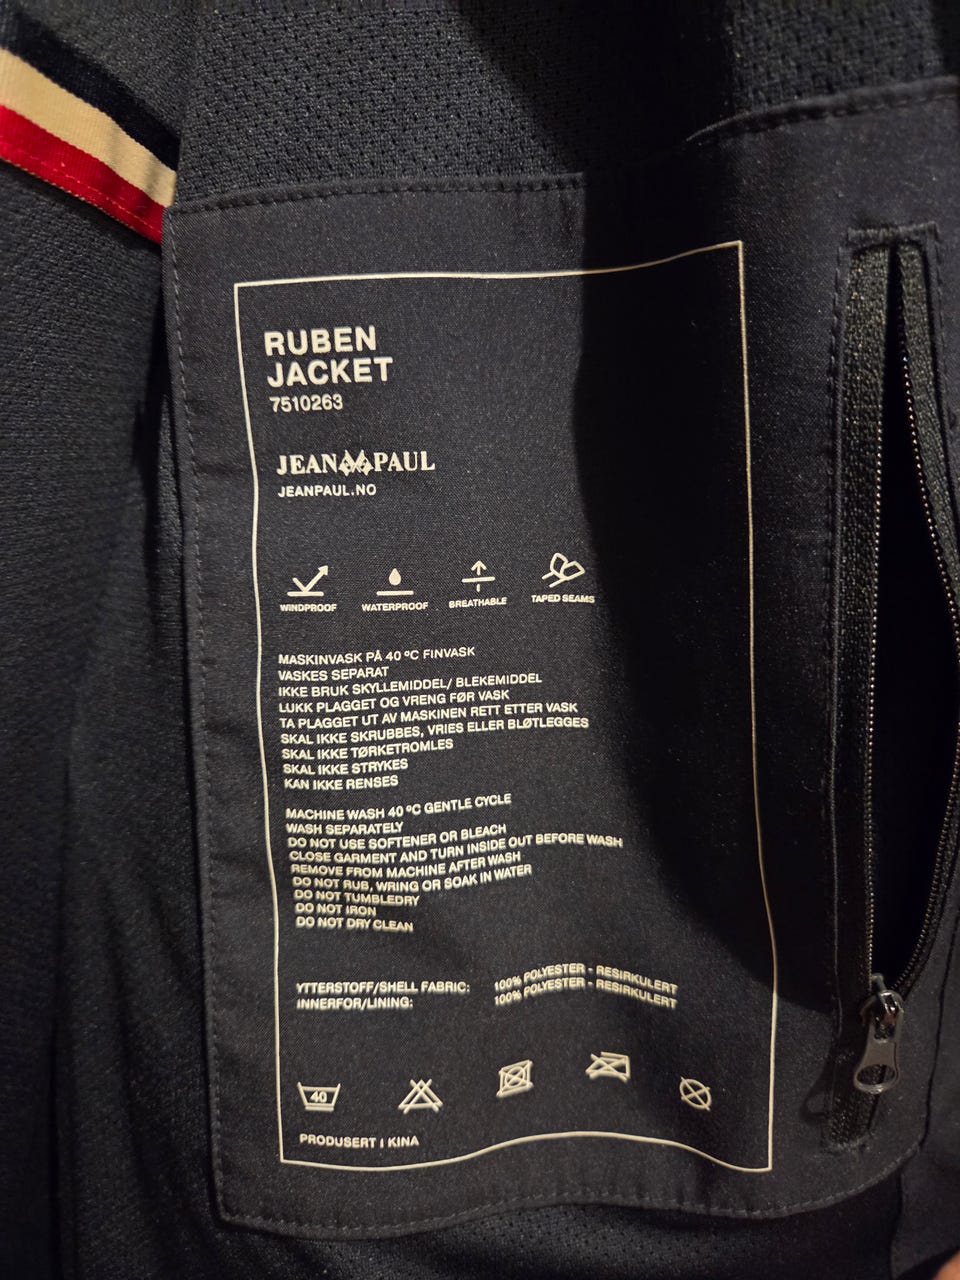 RUBEN
JACKET
7510263
JEAN PAUL
JEANPAUL.NO
WINDPROOF WATERPROOF BREATHABLE TAPED SEAMS
MASKINVASK PÅ 40 ºC FINVASK
VASKES SEPARAT
IKKE BRUK SKYLLEMIDDEL/ BLEKEMIDDEL
LUKK PLAGGET OG VRENG FØR VASK
TA PLAGGET UT AV MASKINEN RETT ETTER VASK
SKAL IKKE SKRUBBES, VRIES ELLER BLØTLEGGES
SKAL IKKE TØRKETROMLES
SKAL IKKE STRYKES
KAN IKKE RENSES
MACHINE WASH 40 ºC GENTLE CYCLE
WASH SEPARATELY
DO NOT USE SOFTENER OR BLEACH
CLOSE GARMENT AND TURN INSIDE OUT BEFORE WASH
REMOVE FROM MACHINE AFTER WASH
DO NOT RUB, WRING OR SOAK IN WATER
DO NOT TUMBLEDRY
DO NOT IRON
DO NOT DRY CLEAN
YTTERSTOFF/SHELL FABRIC: 100% POLYESTER - RESIRKULERT
INNERFOR/LINING: 100% POLYESTER - RESIRKULERT
40
PRODUSERT I KINA